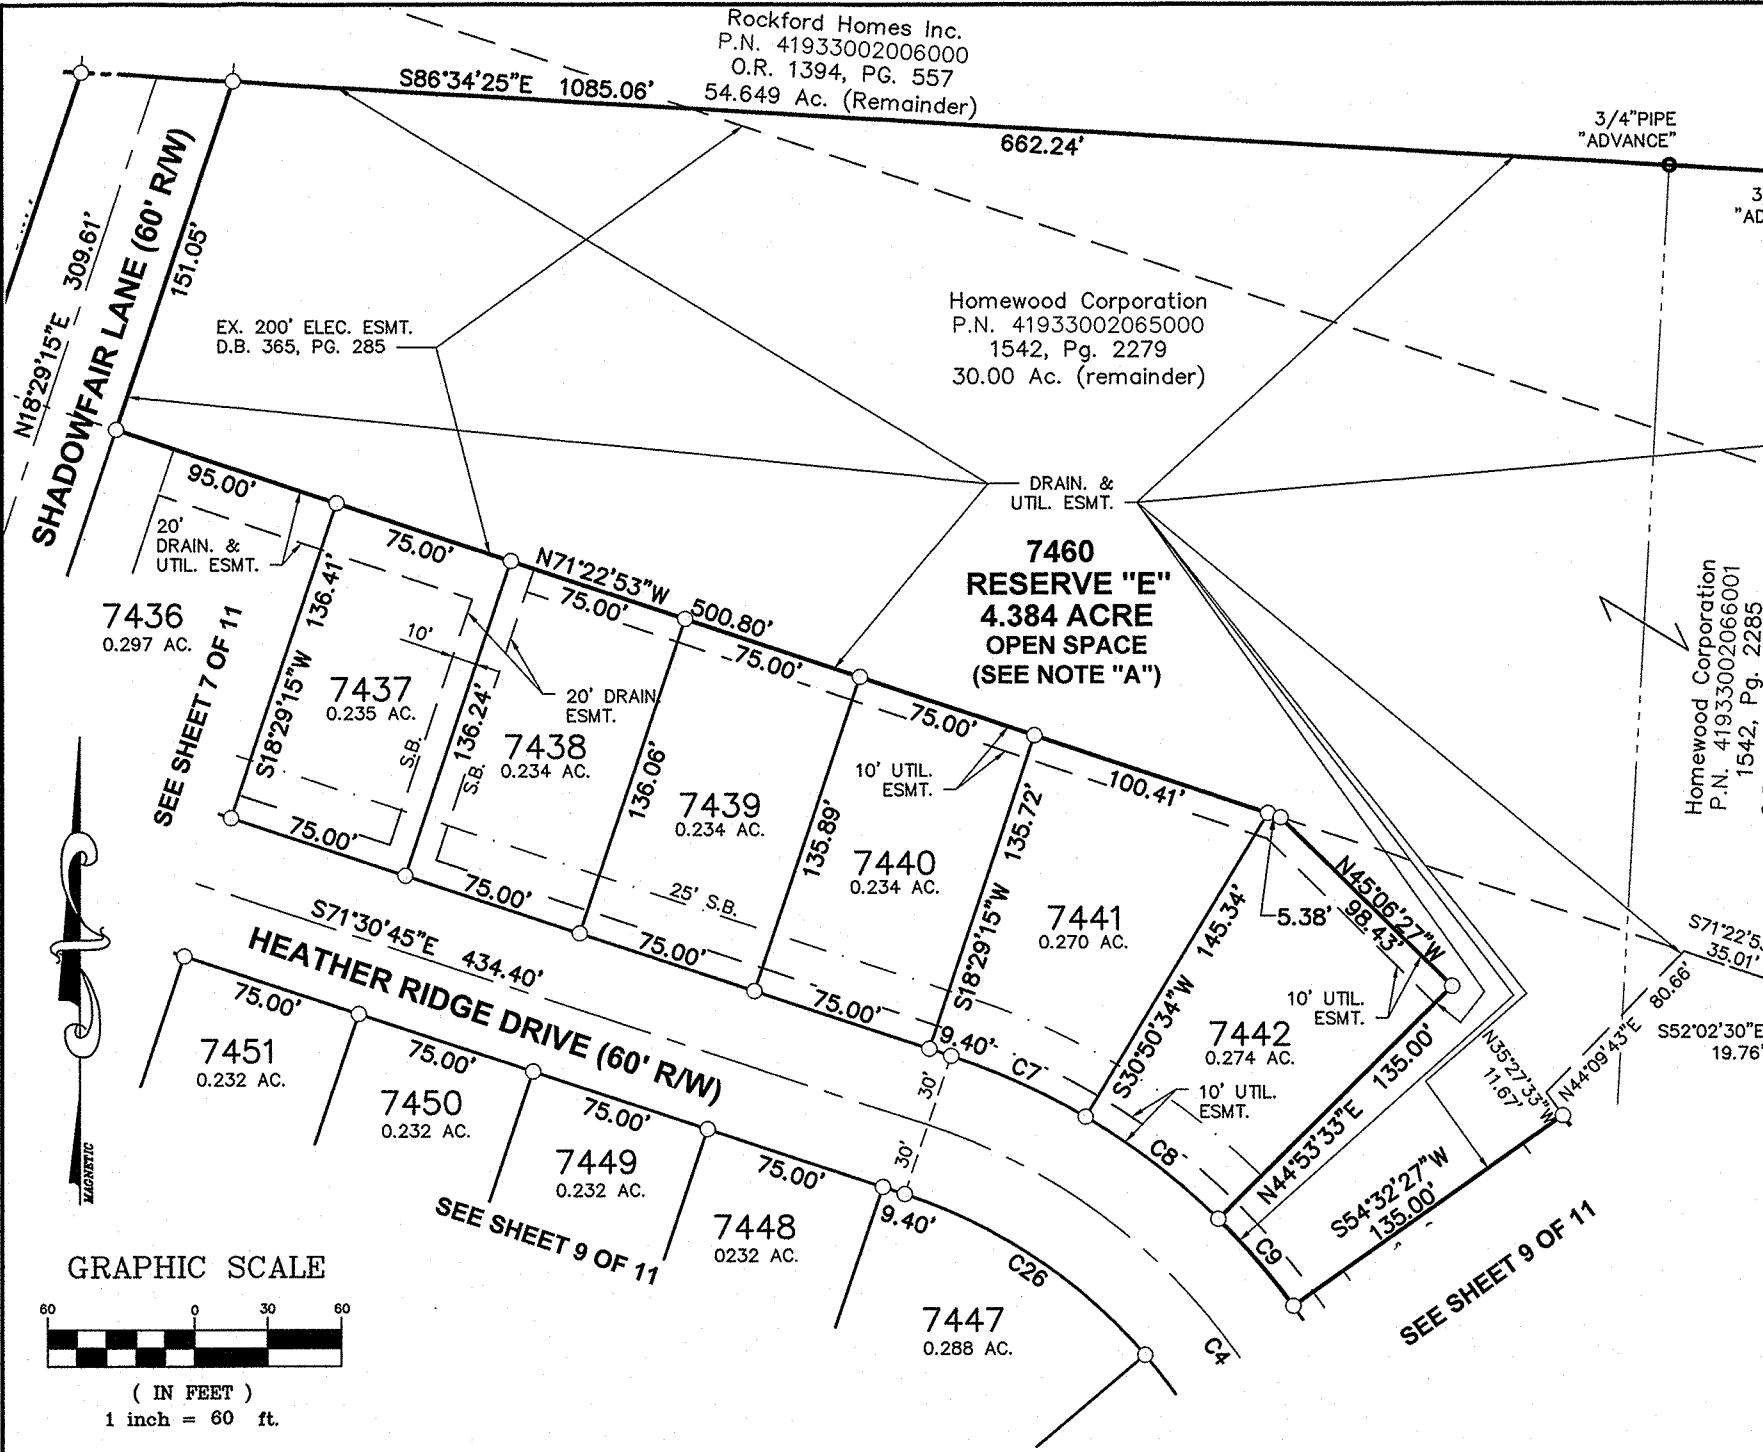 Rockford Homes Inc.
P.N. 41933002006000
O.R. 1394, PG. 557
54.649 Ac. (Remainder)
S86°34'25"E 1085.06'
662.24'
3/4"PIPE
"ADVANCE"
3
"AD
N18°29'15"E 309.61'
SHADOWFAIR LANE (60' R/W)
151.05'
EX. 200' ELEC. ESMT.
D.B. 365, PG. 285
Homewood Corporation
P.N. 41933002065000
1542, Pg. 2279
30.00 Ac. (remainder)
DRAIN. &
UTIL. ESMT.
7460
RESERVE "E"
4.384 ACRE
OPEN SPACE
(SEE NOTE "A")
Homewood Corporation
P.N. 41933002066001
1542, Pg. 2285
95.00'
75.00'
N71°22'53"W 500.80'
75.00'
75.00'
75.00'
100.41'
20'
DRAIN. &
UTIL. ESMT.
7436
0.297 AC.
SEE SHEET 7 OF 11
S18°29'15"W 136.41'
10'
7437
0.235 AC.
S.B.
136.24'
S.B.
20' DRAIN.
ESMT.
7438
0.234 AC.
136.06'
7439
0.234 AC.
135.89'
10' UTIL.
ESMT.
7440
0.234 AC.
S18°29'15"W 135.72'
7441
0.270 AC.
S30°50'34"W 145.34'
5.38'
N45°06'27"W
98.43'
10' UTIL.
ESMT.
7442
0.274 AC.
10' UTIL.
ESMT.
N44°53'33"E 135.00'
S71°22'5
35.01'
N44°09'43"E 80.66'
S52°02'30"E
19.76'
N35°27'33"W
11.67'
S54°32'27"W
135.00'
SEE SHEET 9 OF 11
25' S.B.
75.00'
75.00'
75.00'
75.00'
9.40'
C7
C8
C9
S71°30'45"E 434.40'
HEATHER RIDGE DRIVE (60' R/W)
30'
30'
75.00'
75.00'
75.00'
75.00'
9.40'
C26
C4
7451
0.232 AC.
7450
0.232 AC.
7449
0.232 AC.
7448
0232 AC.
7447
0.288 AC.
SEE SHEET 9 OF 11
MAGNETIC
GRAPHIC SCALE
60 0 30 60
( IN FEET )
1 inch = 60 ft.